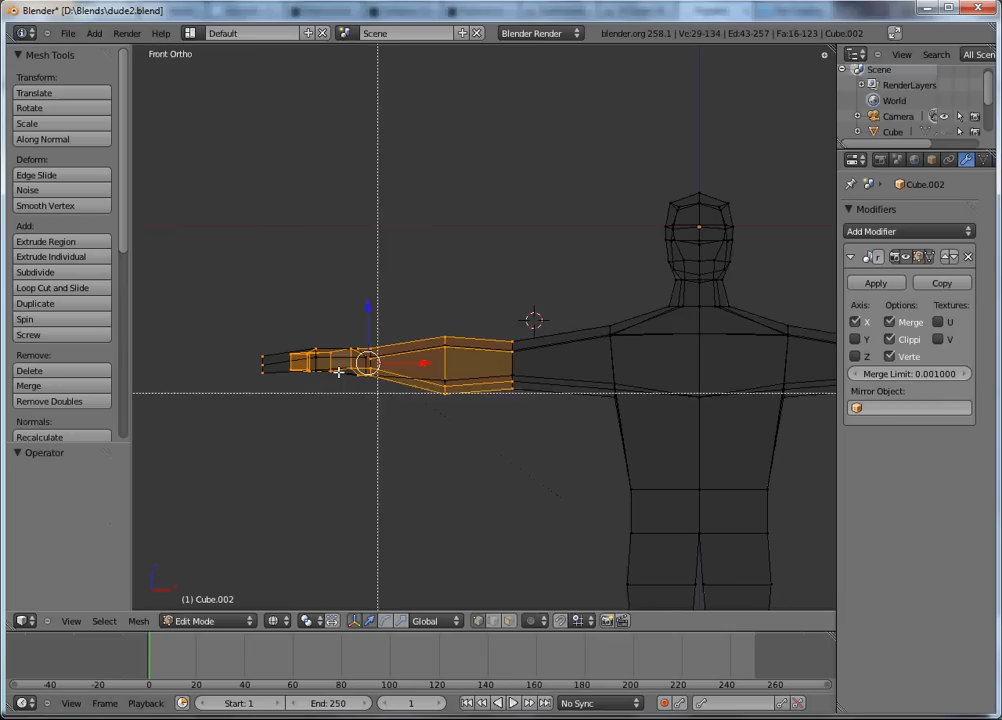 Blender* [D:\Blends\dude2.blend]
File Add Render Help Default Scene Blender Render blender.org 258.1 | Ve:29-134 | Ed:43-257 | Fa:16-123 | Cube.002
Mesh Tools
Transform:
Translate
Rotate
Scale
Along Normal
Deform:
Edge Slide
Noise
Smooth Vertex
Add:
Extrude Region
Extrude Individual
Subdivide
Loop Cut and Slide
Duplicate
Spin
Screw
Remove:
Delete
Merge
Remove Doubles
Normals:
Recalculate
Operator
Front Ortho
(1) Cube.002
View Select Mesh Edit Mode Global
View Search All Scen
Scene
RenderLayers
World
Camera
Cube
Cube.002
Modifiers
Add Modifier
r
Apply Copy
Axis: Options: Textures:
X Merge U
Y Clippi V
Z Verte
Merge Limit: 0.001000
Mirror Object:
-40 -20 0 20 40 60 80 100 120 140 160 180 200 220 240 260
View Frame Playback Start: 1 End: 250 1 No Sync